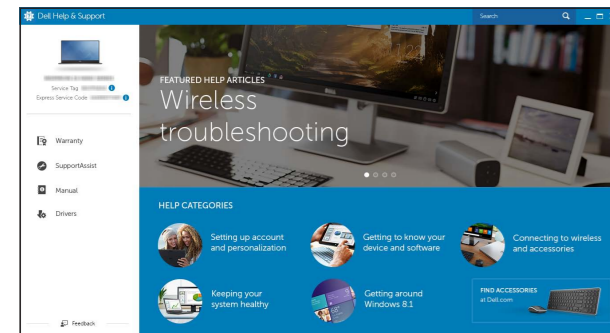 Dell Help & Support
Search
Service Tag
Express Service Code
Warranty
SupportAssist
Manual
Drivers
Feedback
FEATURED HELP ARTICLES
Wireless
troubleshooting
HELP CATEGORIES
Setting up account
and personalization
Getting to know your
device and software
Connecting to wireless
and accessories
Keeping your
system healthy
Getting around
Windows 8.1
FIND ACCESSORIES
at Dell.com